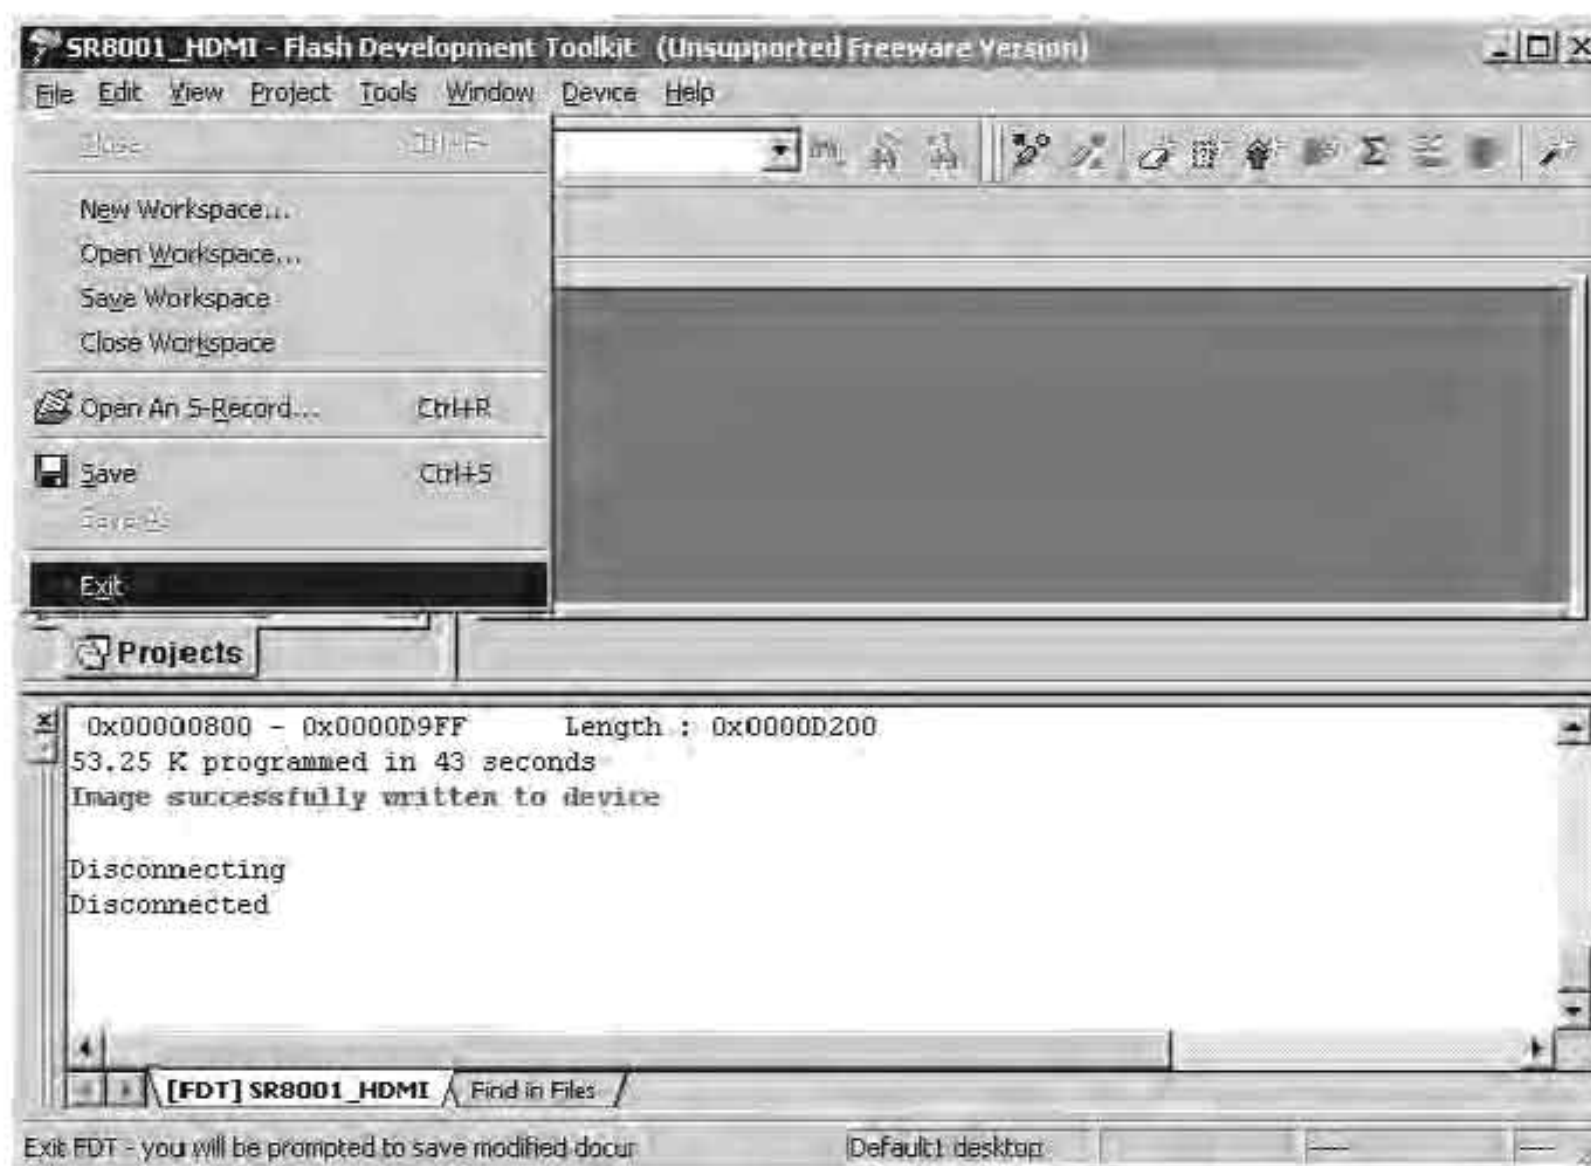 SR8001_HDMI - Flash Development Toolkit (Unsupported Freeware Version)
File Edit View Project Tools Window Device Help
Close
New Workspace...
Open Workspace...
Save Workspace
Close Workspace
Open An S-Record... Ctrl+R
Save Ctrl+S
Save As
Exit
Projects
0x00000800 - 0x0000D9FF Length : 0x0000D200
53.25 K programmed in 43 seconds
Image successfully written to device
Disconnecting
Disconnected
[FDT] SR8001_HDMI Find in Files
Exit FDT - you will be prompted to save modified docur Default1 desktop